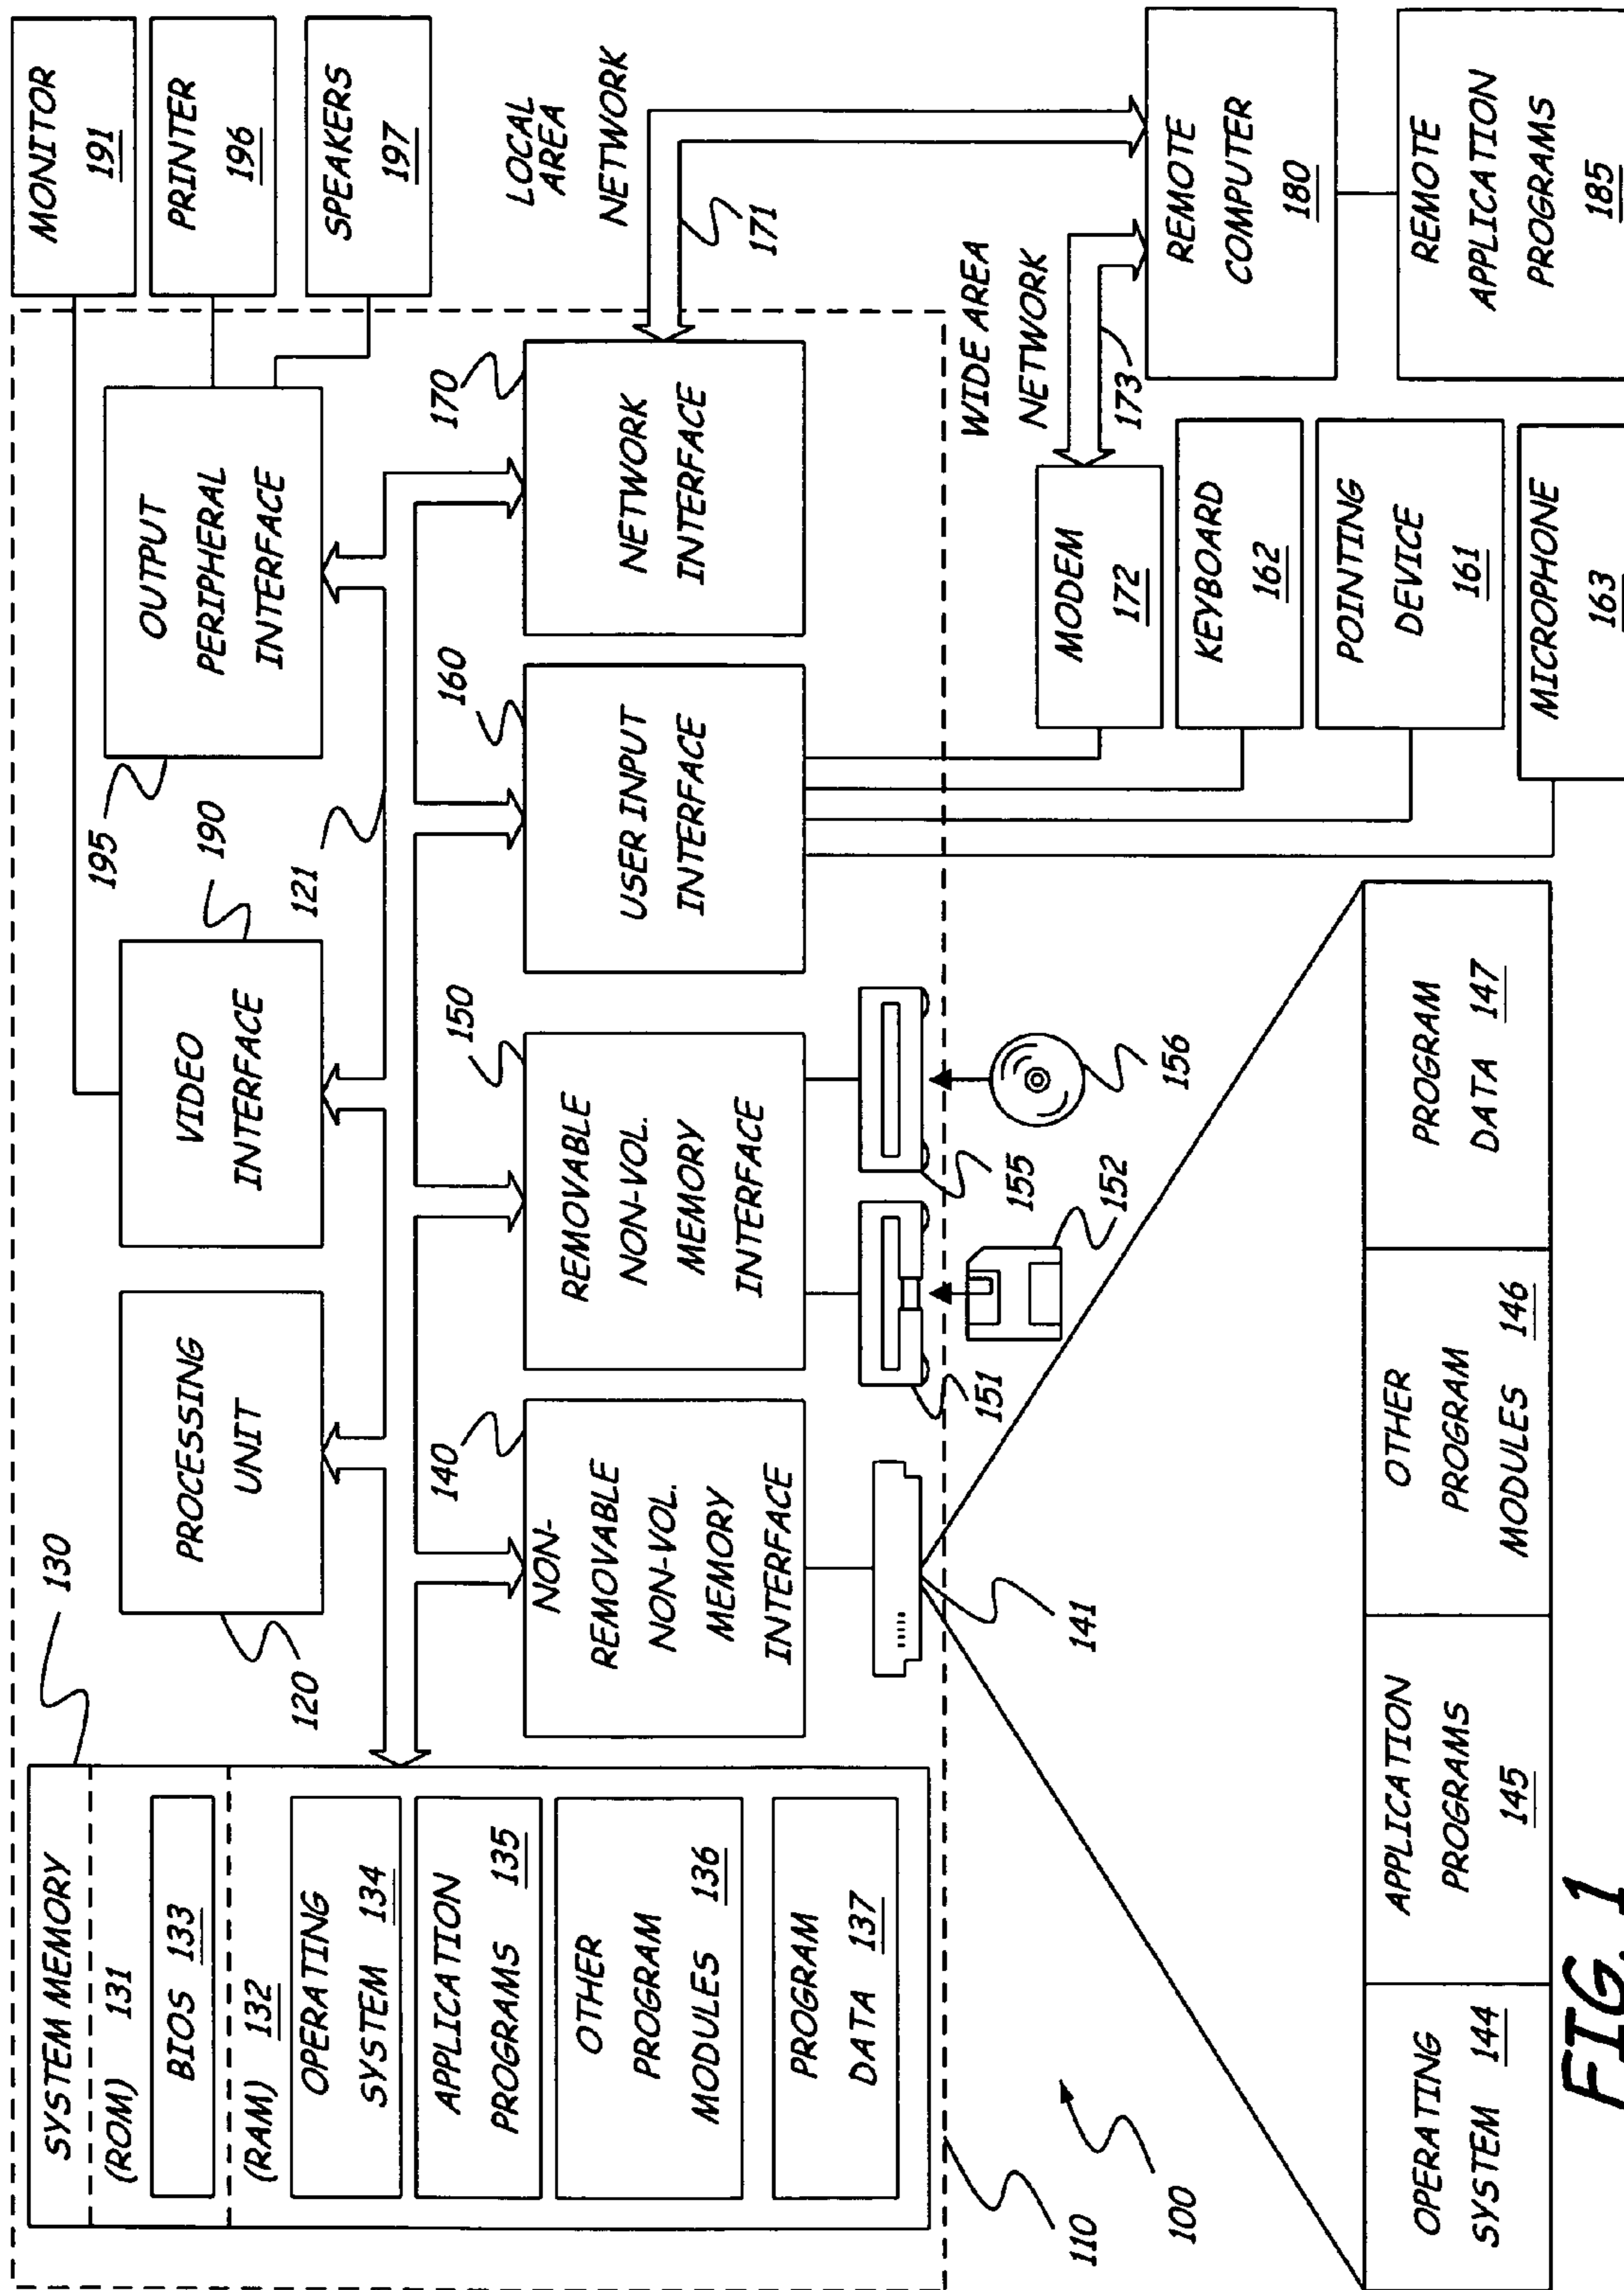 SYSTEM MEMORY
(ROM) 131
BIOS 133
(RAM) 132
OPERATING
SYSTEM 134
APPLICATION
PROGRAMS 135
OTHER
PROGRAM
MODULES 136
PROGRAM
DATA 137
130
PROCESSING
UNIT
120
VIDEO
INTERFACE
190
OUTPUT
PERIPHERAL
INTERFACE
195
121
MONITOR
191
PRINTER
196
SPEAKERS
197
NON-
REMOVABLE
NON-VOL.
MEMORY
INTERFACE
140
REMOVABLE
NON-VOL.
MEMORY
INTERFACE
150
USER INPUT
INTERFACE
160
NETWORK
INTERFACE
170
LOCAL
AREA
NETWORK
171
141
151
152
155
156
WIDE AREA
NETWORK
173
MODEM
172
KEYBOARD
162
POINTING
DEVICE
161
MICROPHONE
163
REMOTE
COMPUTER
180
REMOTE
APPLICATION
PROGRAMS
185
110
100
OPERATING
SYSTEM 144
APPLICATION
PROGRAMS
145
OTHER
PROGRAM
MODULES 146
PROGRAM
DATA 147
FIG. 1